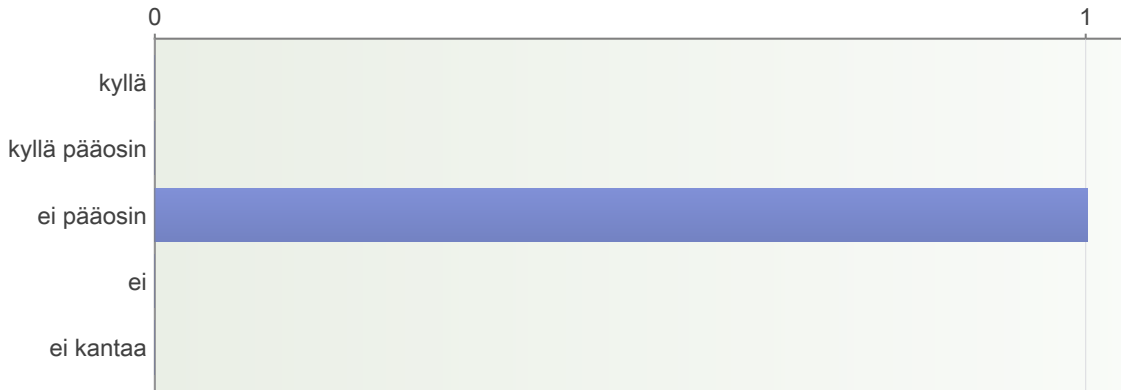 0 1
kyllä
kyllä pääosin
ei pääosin
ei
ei kantaa